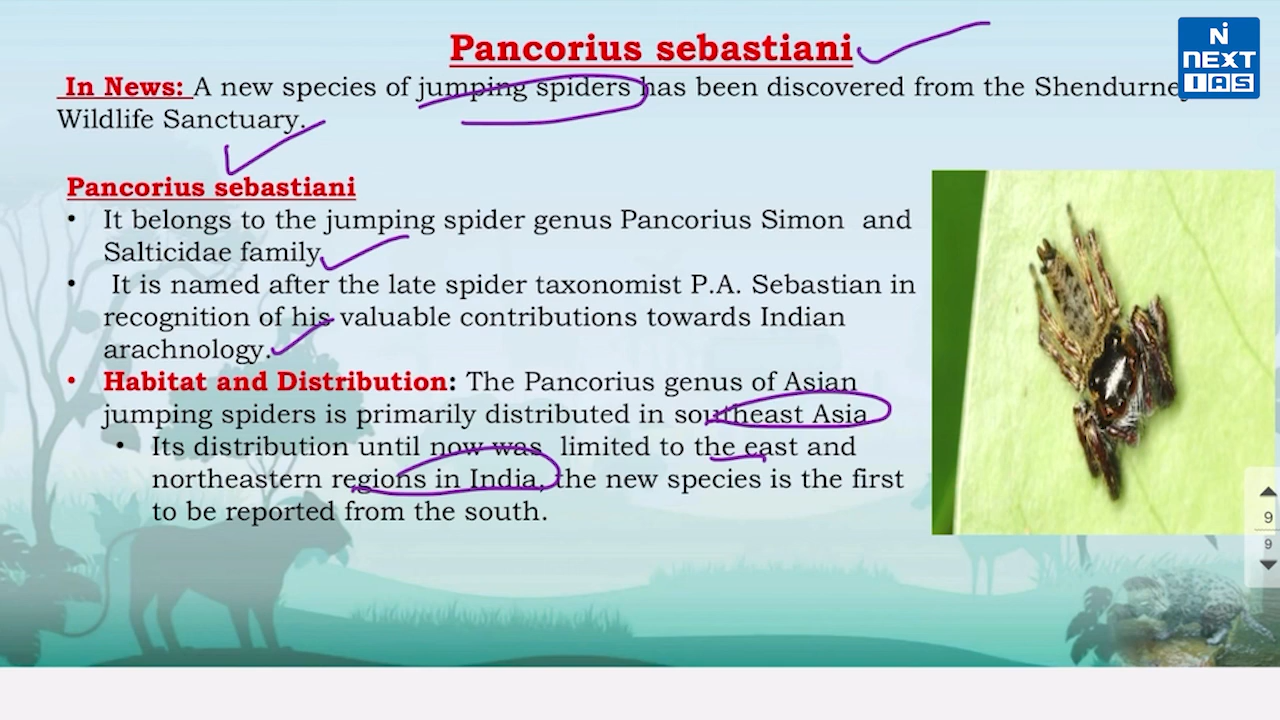 Pancorius sebastiani
NEXT
IAS
In News: A new species of jumping spiders has been discovered from the Shendurney
Wildlife Sanctuary.
Pancorius sebastiani
• It belongs to the jumping spider genus Pancorius Simon and
Salticidae family.
• It is named after the late spider taxonomist P.A. Sebastian in
recognition of his valuable contributions towards Indian
arachnology.
• Habitat and Distribution: The Pancorius genus of Asian
jumping spiders is primarily distributed in southeast Asia
• Its distribution until now was limited to the east and
northeastern regions in India, the new species is the first
to be reported from the south.
9
9